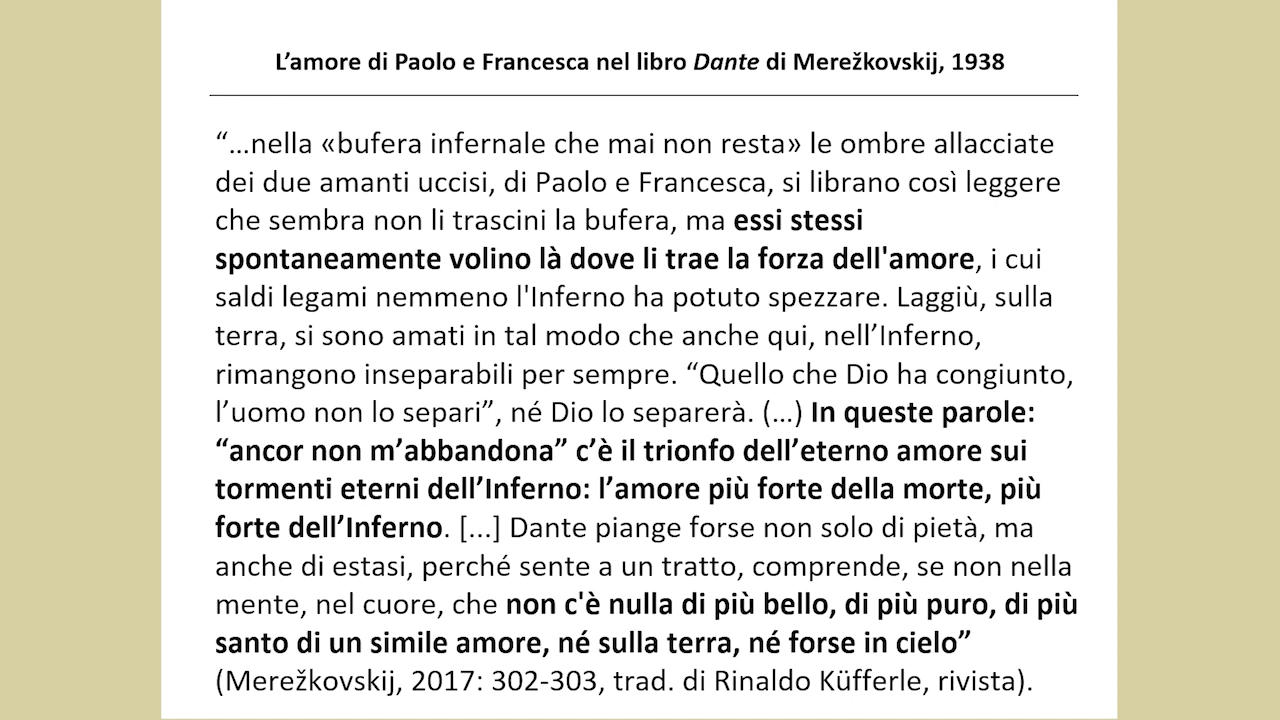 L’amore di Paolo e Francesca nel libro Dante di Merežkovskij, 1938
“…nella «bufera infernale che mai non resta» le ombre allacciate
dei due amanti uccisi, di Paolo e Francesca, si librano così leggere
che sembra non li trascini la bufera, ma essi stessi
spontaneamente volino là dove li trae la forza dell'amore, i cui
saldi legami nemmeno l'Inferno ha potuto spezzare. Laggiù, sulla
terra, si sono amati in tal modo che anche qui, nell’Inferno,
rimangono inseparabili per sempre. “Quello che Dio ha congiunto,
l’uomo non lo separi”, né Dio lo separerà. (…) In queste parole:
“ancor non m’abbandona” c’è il trionfo dell’eterno amore sui
tormenti eterni dell’Inferno: l’amore più forte della morte, più
forte dell’Inferno. [...] Dante piange forse non solo di pietà, ma
anche di estasi, perché sente a un tratto, comprende, se non nella
mente, nel cuore, che non c'è nulla di più bello, di più puro, di più
santo di un simile amore, né sulla terra, né forse in cielo”
(Merežkovskij, 2017: 302-303, trad. di Rinaldo Küfferle, rivista).